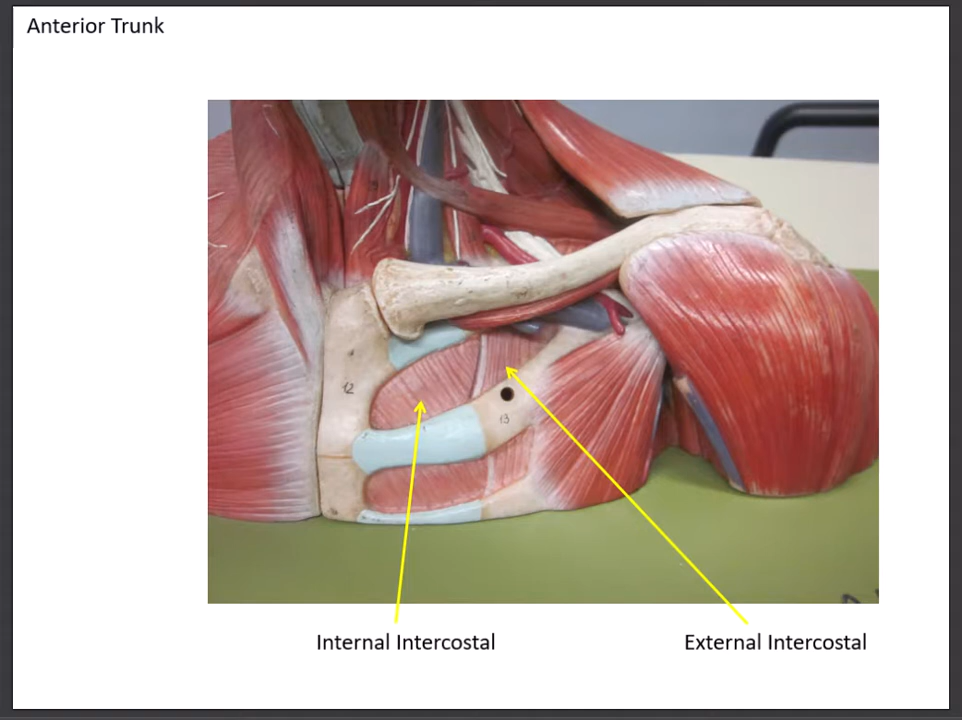 Anterior Trunk
12
13
Internal Intercostal
External Intercostal